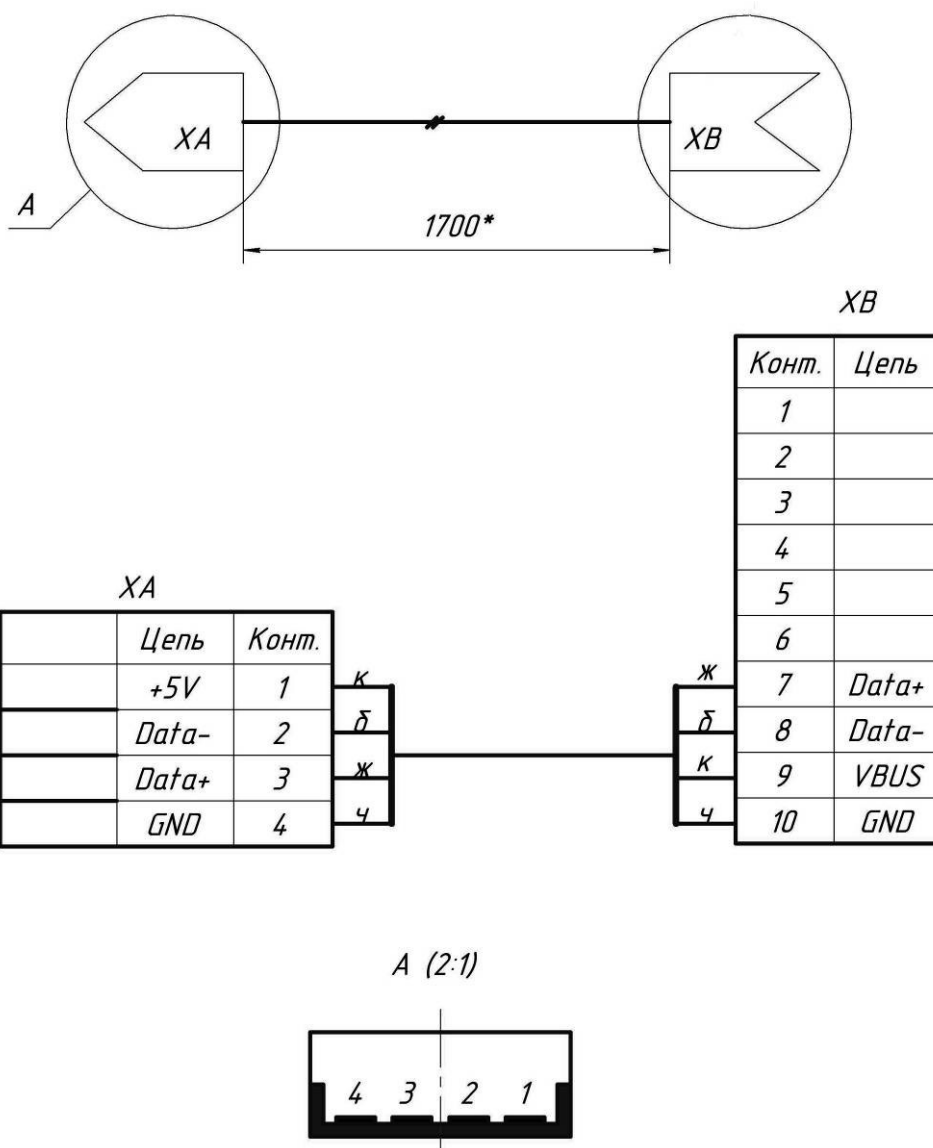 XA
XB
A
1700*
XB
Конт. Цепь
1
2
3
4
5
6
7 Data+
8 Data-
9 VBUS
10 GND
ж
б
к
ч
XA
Цепь Конт.
+5V 1
Data- 2
Data+ 3
GND 4
к
б
ж
ч
A (2:1)
4 3 2 1